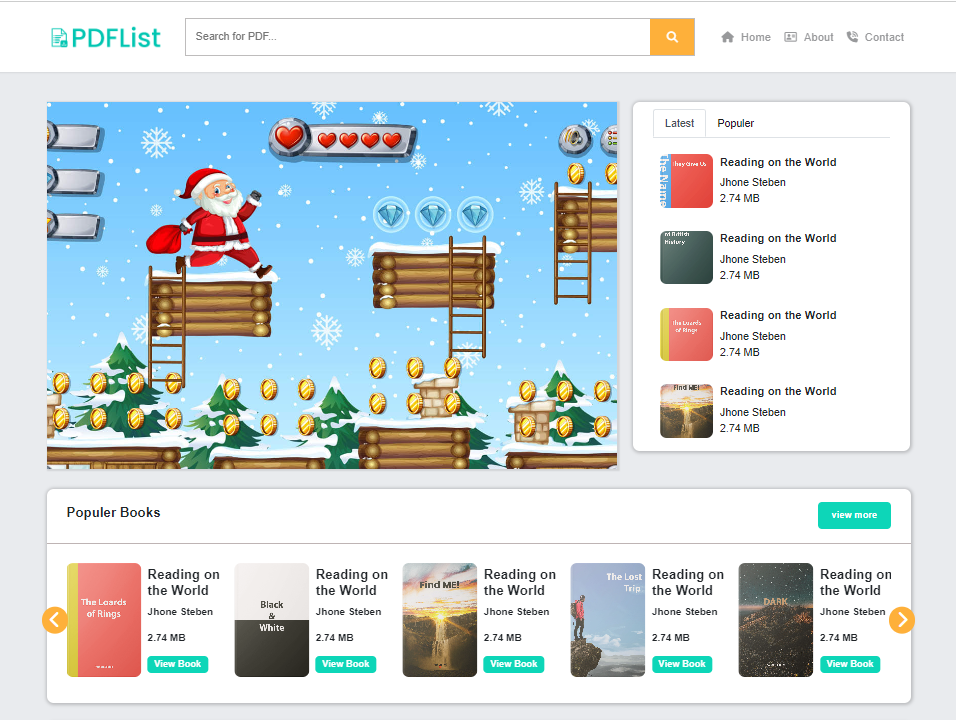 PDFList
Search for PDF...
Home
About
Contact
Latest
Populer
They Give Us
The Name
Reading on the World
Jhone Steben
2.74 MB
nd British
History
Reading on the World
Jhone Steben
2.74 MB
The Loards
of Rings
Reading on the World
Jhone Steben
2.74 MB
Find ME!
Reading on the World
Jhone Steben
2.74 MB
Populer Books
view more
The Loards
of Rings
Reading on
the World
Jhone Steben
2.74 MB
View Book
Black
&
White
Reading on
the World
Jhone Steben
2.74 MB
View Book
Find ME!
Reading on
the World
Jhone Steben
2.74 MB
View Book
The Lost
Trip
Reading on
the World
Jhone Steben
2.74 MB
View Book
DARK
Reading on
the World
Jhone Steben
2.74 MB
View Book